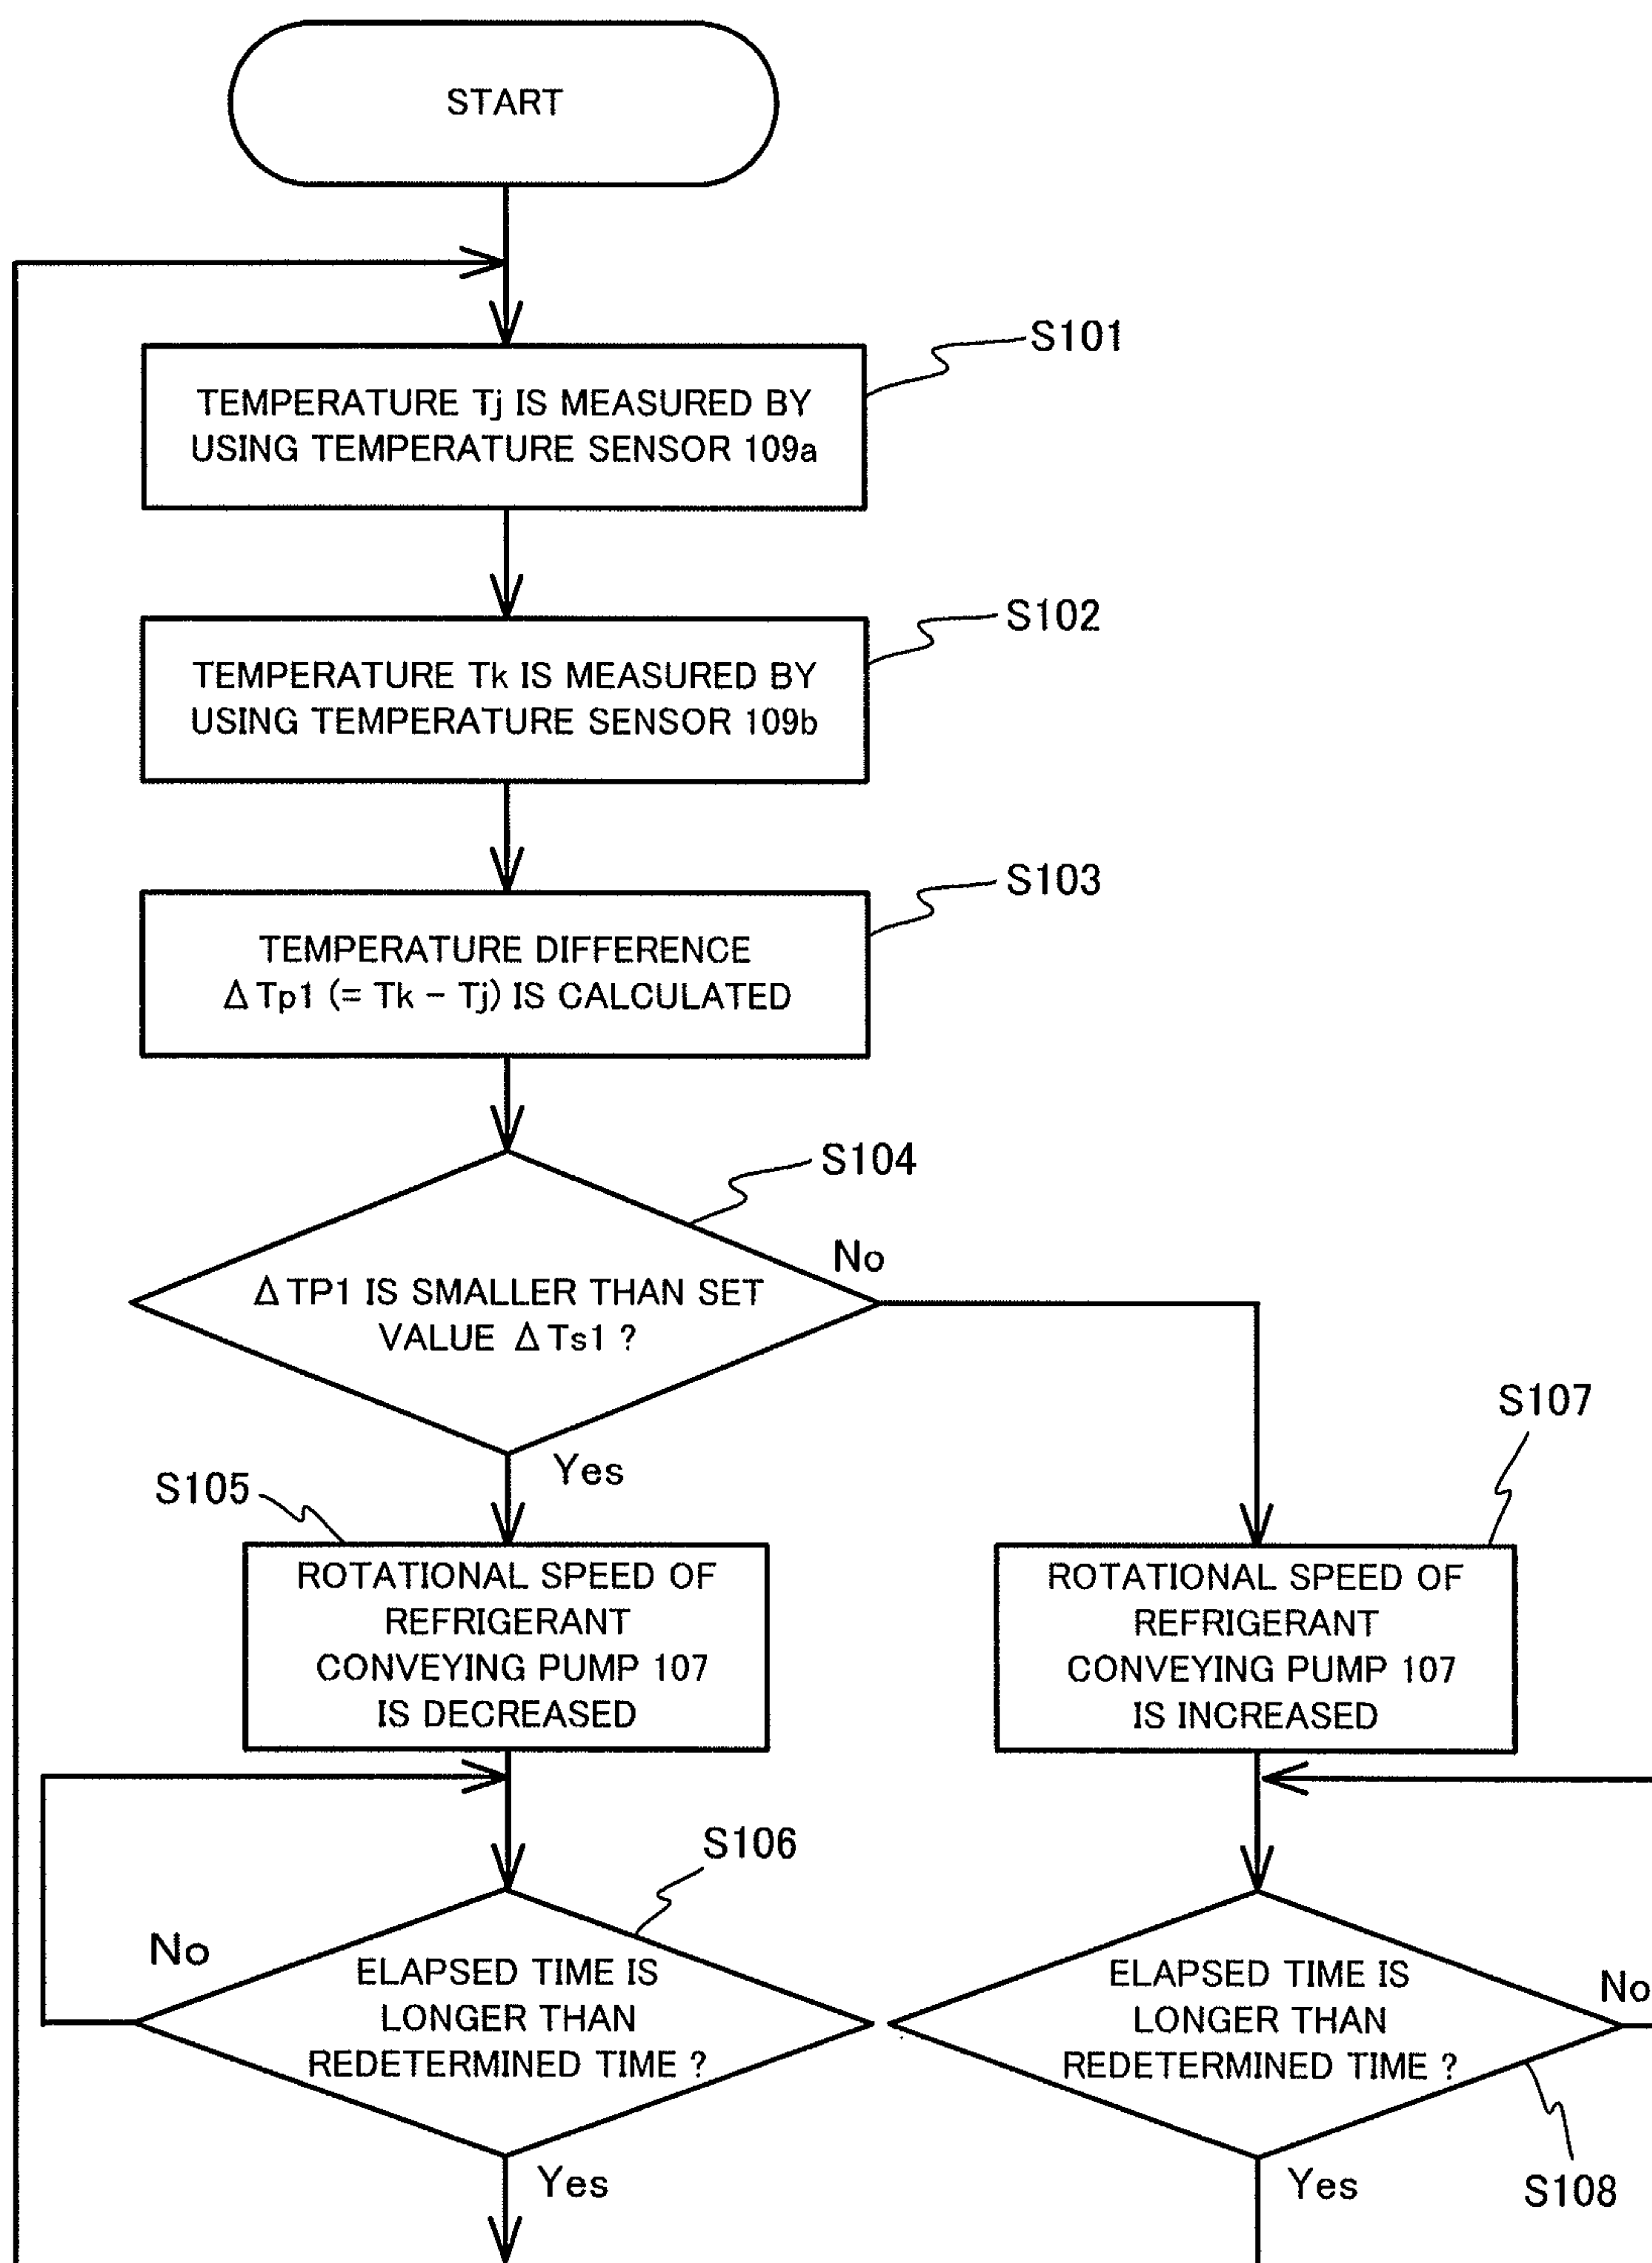 START
S101
TEMPERATURE Tj IS MEASURED BY
USING TEMPERATURE SENSOR 109a
S102
TEMPERATURE Tk IS MEASURED BY
USING TEMPERATURE SENSOR 109b
S103
TEMPERATURE DIFFERENCE
Δ Tp1 (= Tk – Tj) IS CALCULATED
S104
No
Δ TP1 IS SMALLER THAN SET
VALUE Δ Ts1 ?
Yes
S105
ROTATIONAL SPEED OF
REFRIGERANT
CONVEYING PUMP 107
IS DECREASED
S107
ROTATIONAL SPEED OF
REFRIGERANT
CONVEYING PUMP 107
IS INCREASED
S106
No
ELAPSED TIME IS
LONGER THAN
REDETERMINED TIME ?
Yes
ELAPSED TIME IS
LONGER THAN
REDETERMINED TIME ?
No
Yes
S108